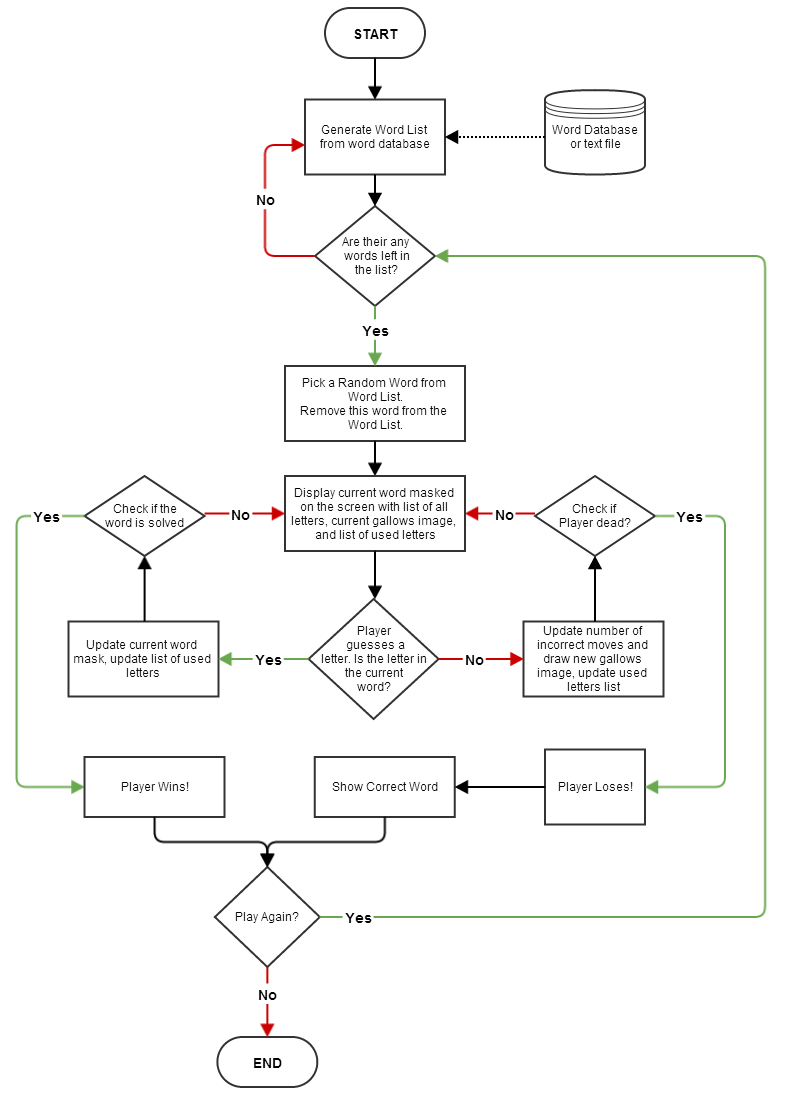 START
Generate Word List
from word database
Word Database
or text file
No
Are their any
words left in
the list?
Yes
Pick a Random Word from
Word List.
Remove this word from the
Word List.
Yes
Check if the
word is solved
No
Display current word masked
on the screen with list of all
letters, current gallows image,
and list of used letters
No
Check if
Player dead?
Yes
Update current word
mask, update list of used
letters
Yes
Player
guesses a
letter. Is the letter in
the current
word?
No
Update number of
incorrect moves and
draw new gallows
image, update used
letters list
Player Wins!
Show Correct Word
Player Loses!
Play Again?
Yes
No
END